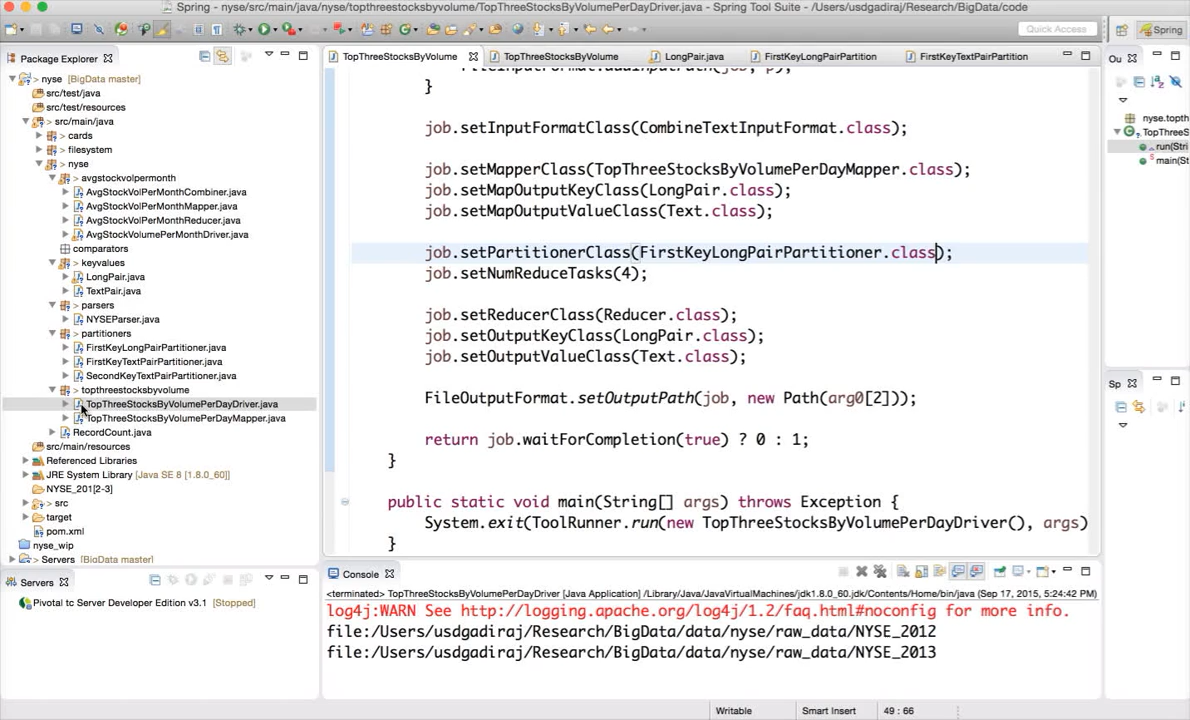 Spring - nyse/src/main/java/nyse/topthreestocksbyvolume/TopThreeStocksByVolumePerDayDriver.java - Spring Tool Suite - /Users/usdgadiraj/Research/BigData/code
Quick Access
Spring
Package Explorer
> nyse [BigData master]
src/test/java
src/test/resources
> src/main/java
> cards
> filesystem
> nyse
> avgstockvolpermonth
AvgStockVolPerMonthCombiner.java
AvgStockVolPerMonthMapper.java
AvgStockVolPerMonthReducer.java
AvgStockVolumePerMonthDriver.java
comparators
> keyvalues
LongPair.java
TextPair.java
> parsers
NYSEParser.java
> partitioners
FirstKeyLongPairPartitioner.java
FirstKeyTextPairPartitioner.java
SecondKeyTextPairPartitioner.java
> topthreestocksbyvolume
TopThreeStocksByVolumePerDayDriver.java
TopThreeStocksByVolumePerDayMapper.java
RecordCount.java
src/main/resources
Referenced Libraries
JRE System Library [Java SE 8 [1.8.0_60]]
NYSE_201[2-3]
> src
> target
pom.xml
nyse_wip
> Servers [BigData master]
Servers
Pivotal tc Server Developer Edition v3.1 [Stopped]
TopThreeStocksByVolume
TopThreeStocksByVolume
LongPair.java
FirstKeyLongPairPartition
FirstKeyTextPairPartition
FileInputFormat.addInputPath(job, p);
}
job.setInputFormatClass(CombineTextInputFormat.class);
job.setMapperClass(TopThreeStocksByVolumePerDayMapper.class);
job.setMapOutputKeyClass(LongPair.class);
job.setMapOutputValueClass(Text.class);
job.setPartitionerClass(FirstKeyLongPairPartitioner.class);
job.setNumReduceTasks(4);
job.setReducerClass(Reducer.class);
job.setOutputKeyClass(LongPair.class);
job.setOutputValueClass(Text.class);
FileOutputFormat.setOutputPath(job, new Path(arg0[2]));
return job.waitForCompletion(true) ? 0 : 1;
}
public static void main(String[] args) throws Exception {
System.exit(ToolRunner.run(new TopThreeStocksByVolumePerDayDriver(), args)
}
Console
<terminated> TopThreeStocksByVolumePerDayDriver [Java Application] /Library/Java/JavaVirtualMachines/jdk1.8.0_60.jdk/Contents/Home/bin/java (Sep 17, 2015, 5:24:42 PM)
log4j:WARN See http://logging.apache.org/log4j/1.2/faq.html#noconfig for more info.
file:/Users/usdgadiraj/Research/BigData/data/nyse/raw_data/NYSE_2012
file:/Users/usdgadiraj/Research/BigData/data/nyse/raw_data/NYSE_2013
Ou
nyse.topth
TopThreeS
run(Stri
main(St
Sp
Writable
Smart Insert
49 : 66